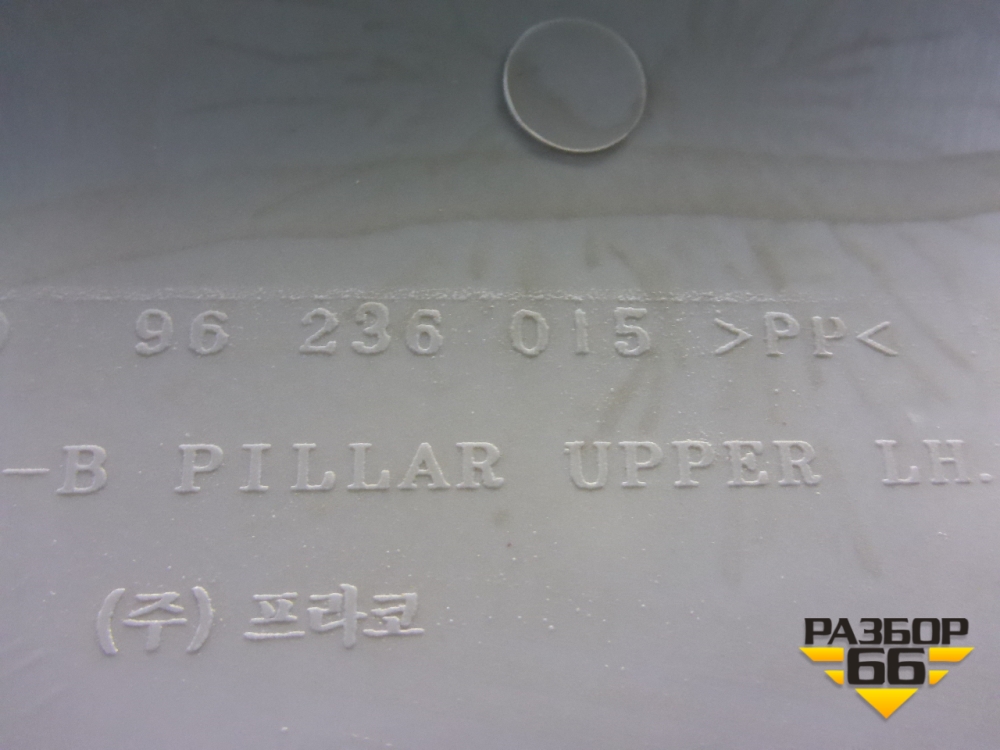 ) 96 236 015 >PP<
-B PILLAR UPPER LH.
(주) 프라코
РАЗБОР
66